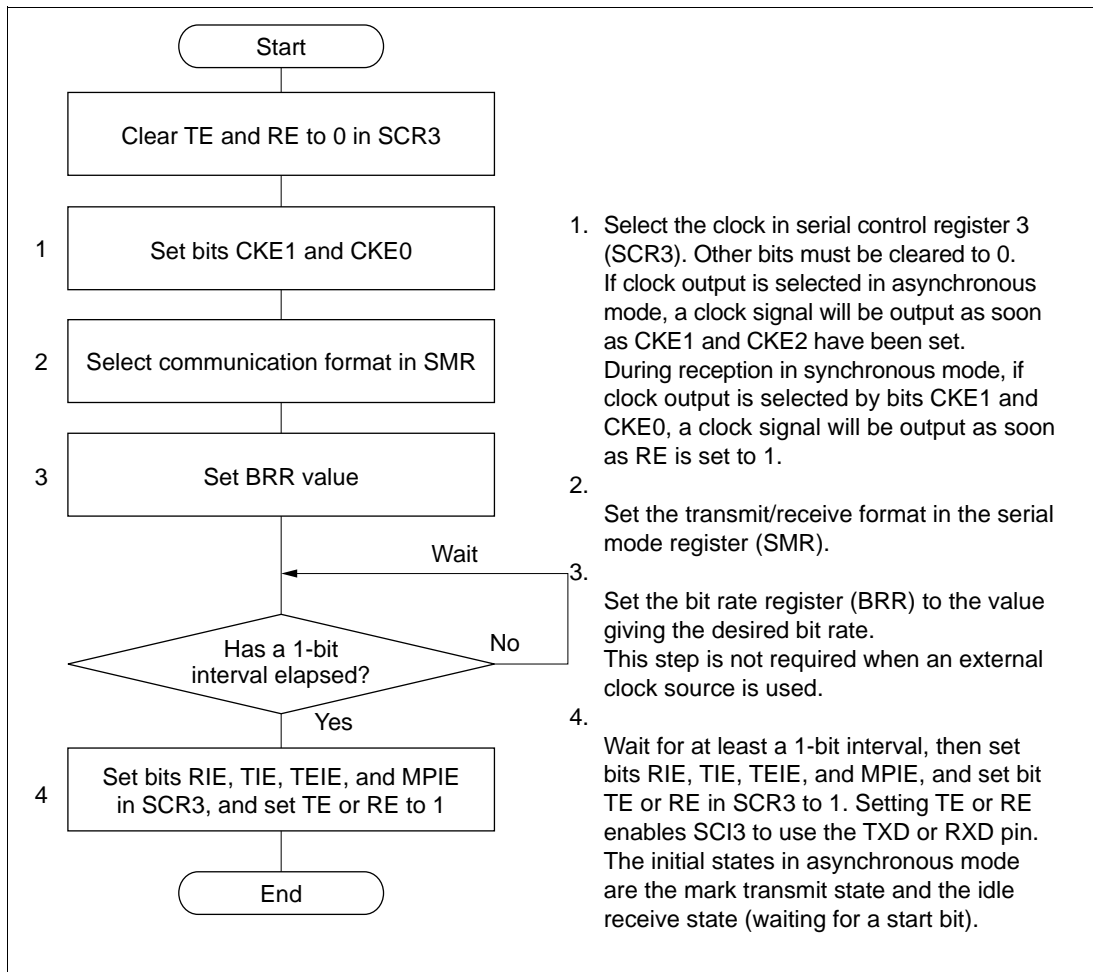 Start
Clear TE and RE to 0 in SCR3
1
Set bits CKE1 and CKE0
2
Select communication format in SMR
3
Set BRR value
Wait
Has a 1-bit
interval elapsed?
No
Yes
4
Set bits RIE, TIE, TEIE, and MPIE
in SCR3, and set TE or RE to 1
End
1. Select the clock in serial control register 3
(SCR3). Other bits must be cleared to 0.
If clock output is selected in asynchronous
mode, a clock signal will be output as soon
as CKE1 and CKE2 have been set.
During reception in synchronous mode, if
clock output is selected by bits CKE1 and
CKE0, a clock signal will be output as soon
as RE is set to 1.
2.
Set the transmit/receive format in the serial
mode register (SMR).
3.
Set the bit rate register (BRR) to the value
giving the desired bit rate.
This step is not required when an external
clock source is used.
4.
Wait for at least a 1-bit interval, then set
bits RIE, TIE, TEIE, and MPIE, and set bit
TE or RE in SCR3 to 1. Setting TE or RE
enables SCI3 to use the TXD or RXD pin.
The initial states in asynchronous mode
are the mark transmit state and the idle
receive state (waiting for a start bit).